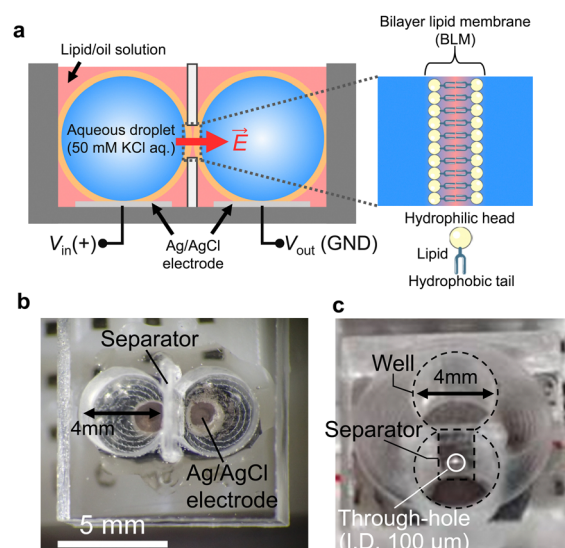 a
Lipid/oil solution
Aqueous droplet
(50 mM KCl aq.)
E
Vin(+)
Ag/AgCl
electrode
Vout (GND)
Bilayer lipid membrane
(BLM)
Hydrophilic head
Lipid
Hydrophobic tail
b
Separator
4mm
Ag/AgCl
electrode
5 mm
c
Well
4mm
Separator
Through-hole
(I.D. 100 um)